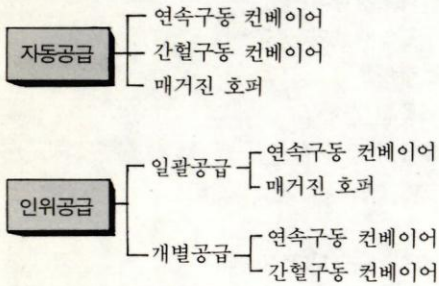 연속구동 컨베이어
자동공급
간헐구동 컨베이어
매거진 호퍼
일괄공급
연속구동 컨베이어
매거진 호퍼
인위공급
개별공급
연속구동 컨베이어
간헐구동 컨베이어